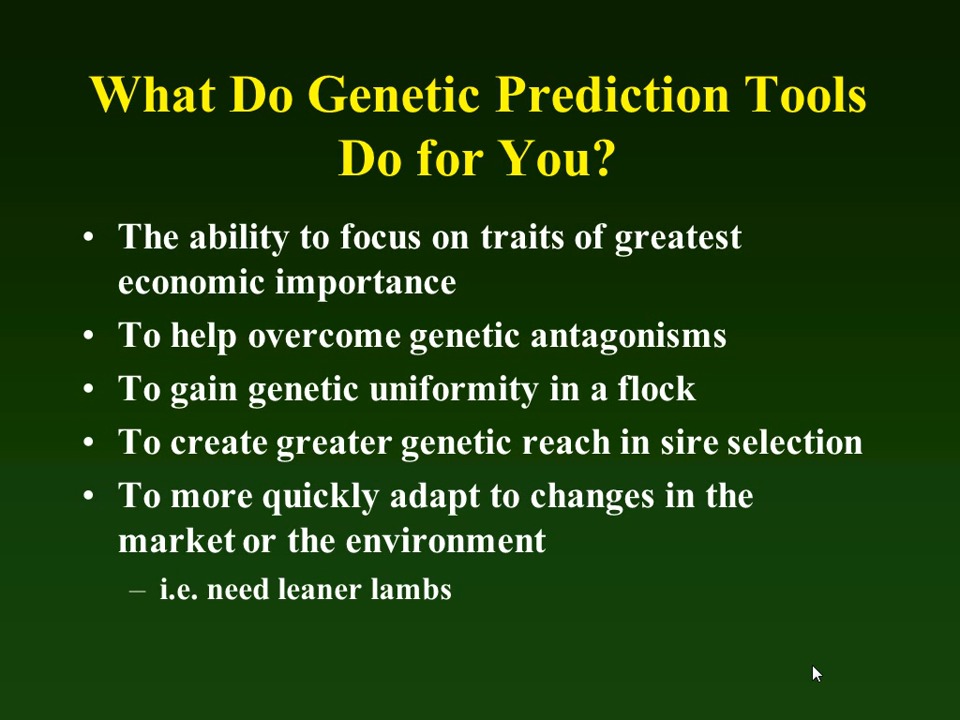 What Do Genetic Prediction Tools
Do for You?
• The ability to focus on traits of greatest
economic importance
• To help overcome genetic antagonisms
• To gain genetic uniformity in a flock
• To create greater genetic reach in sire selection
• To more quickly adapt to changes in the
market or the environment
– i.e. need leaner lambs